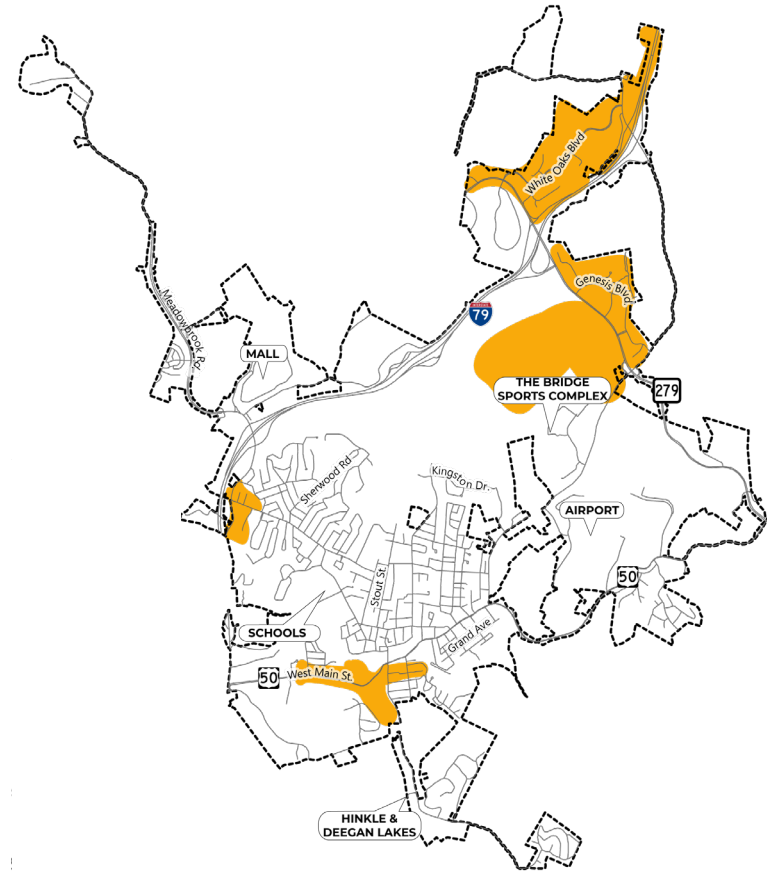 White Oaks Blvd
Genesis Blvd.
79
Meadowbrook Rd.
MALL
THE BRIDGE
SPORTS COMPLEX
279
Sherwood Rd
Kingston Dr.
AIRPORT
Stout St.
50
SCHOOLS
Grand Ave
50
West Main St.
HINKLE &
DEEGAN LAKES